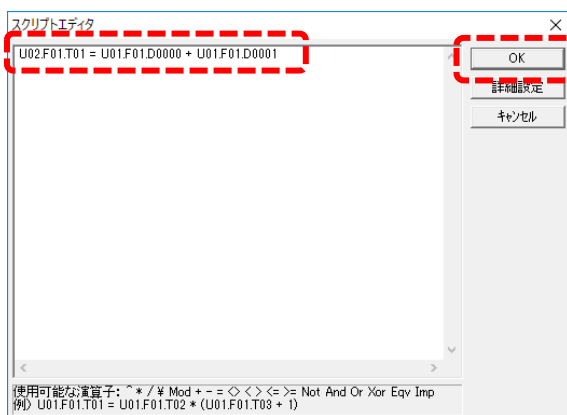 スクリプトエディタ
U02.F01.T01 = U01.F01.D0000 + U01.F01.D0001
OK
詳細設定
キャンセル
使用可能な演算子: ^ * / ¥ Mod + - = <> < > <= >= Not And Or Xor Eqv Imp
例) U01.F01.T01 = U01.F01.T02 * (U01.F01.T03 + 1)